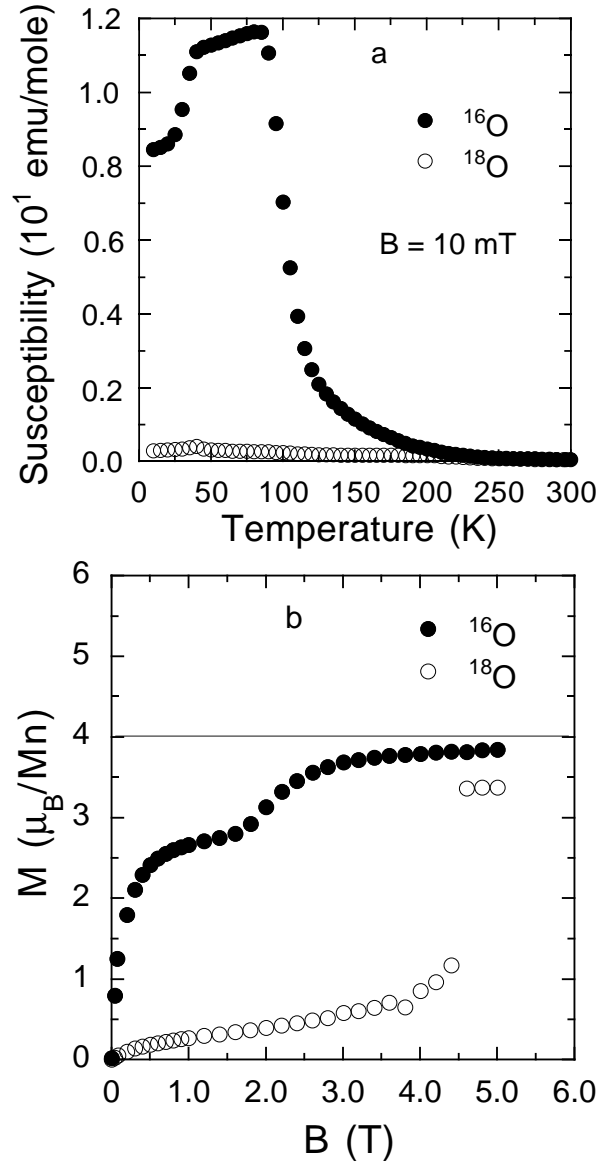 1.2
1.0
0.8
0.6
0.4
0.2
0.0
Susceptibility (10¹ emu/mole)
a
¹⁶O
¹⁸O
B = 10 mT
0 50 100 150 200 250 300
Temperature (K)
6
5
4
3
2
1
0
M (μ_B/Mn)
b
¹⁶O
¹⁸O
0 1.0 2.0 3.0 4.0 5.0 6.0
B (T)